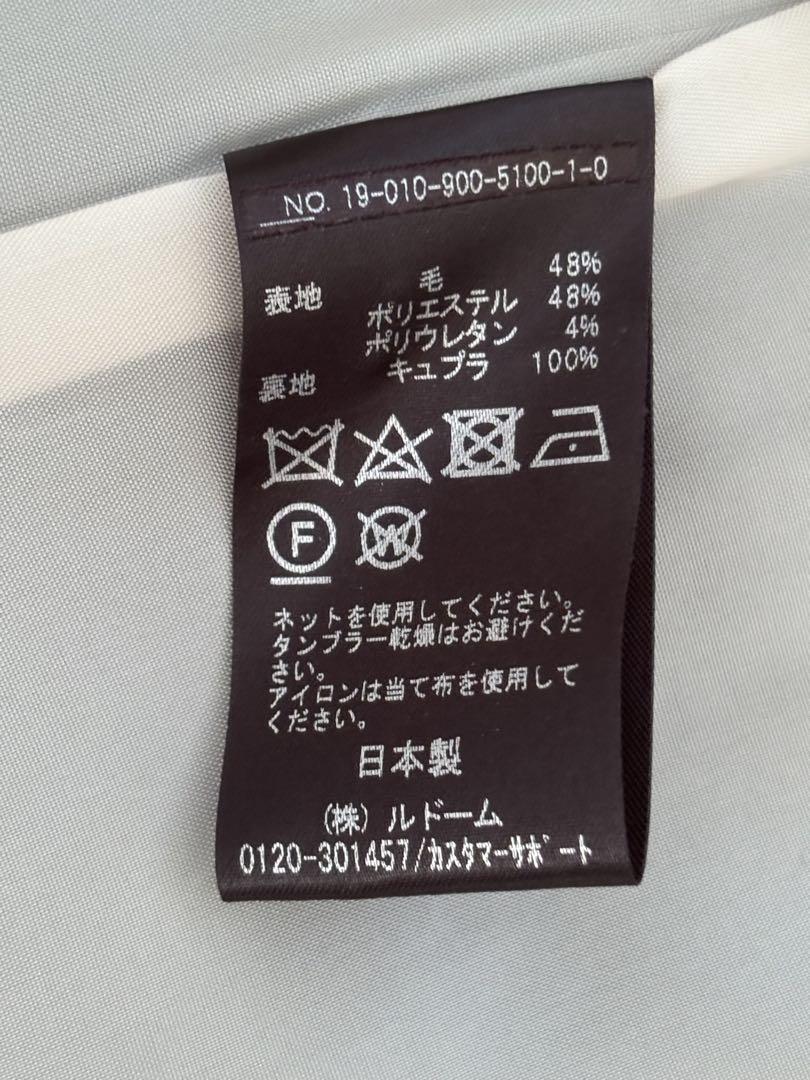 NO. 19-010-900-5100-1-0
表地 毛 48%
ポリエステル 48%
ポリウレタン 4%
裏地 キュプラ 100%
F W
ネットを使用してください。
タンブラー乾燥はお避けくだ
さい。
アイロンは当て布を使用して
ください。
日本製
(株) ルドーム
0120-301457/カスタマーサポート